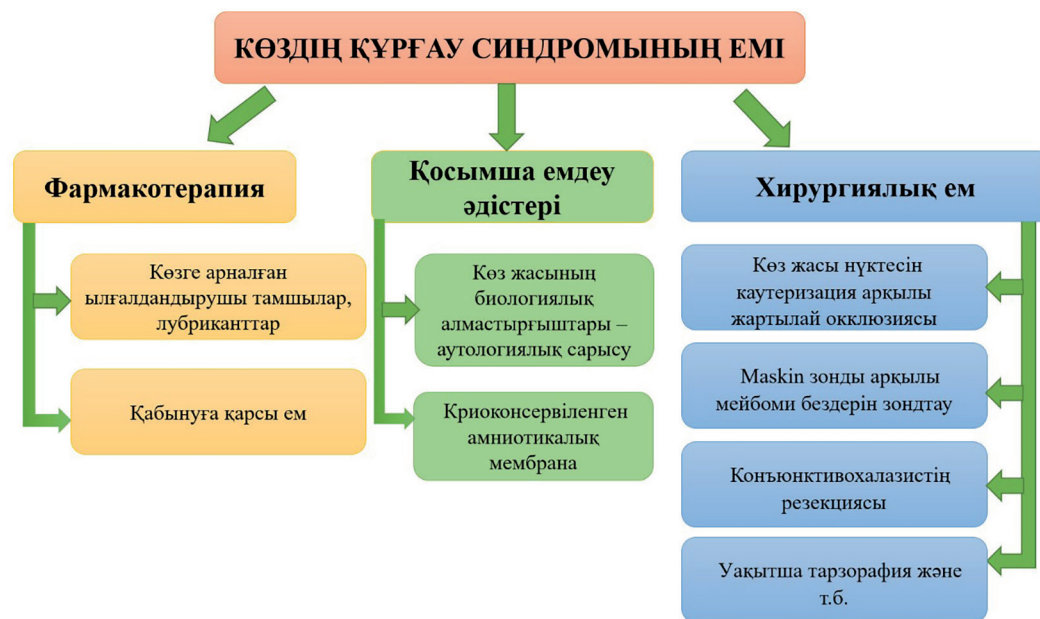 КӨЗДІҢ ҚҰРҒАУ СИНДРОМЫНЫҢ ЕМІ
Фармакотерапия
Көзге арналған
ылғалдандырушы тамшылар,
лубриканттар
Қабынуға қарсы ем
Қосымша емдеу
әдістері
Көз жасының
биологиялық
алмастырғыштары –
аутологиялық сарысу
Криоконсервіленген
амниотикалық
мембрана
Хирургиялық ем
Көз жасы нүктесін
каутеризация арқылы
жартылай окклюзиясы
Maskin зонды арқылы
мейбоми бездерін зондтау
Конъюнктивохалазистің
резекциясы
Уақытша тарзорафия және
т.б.